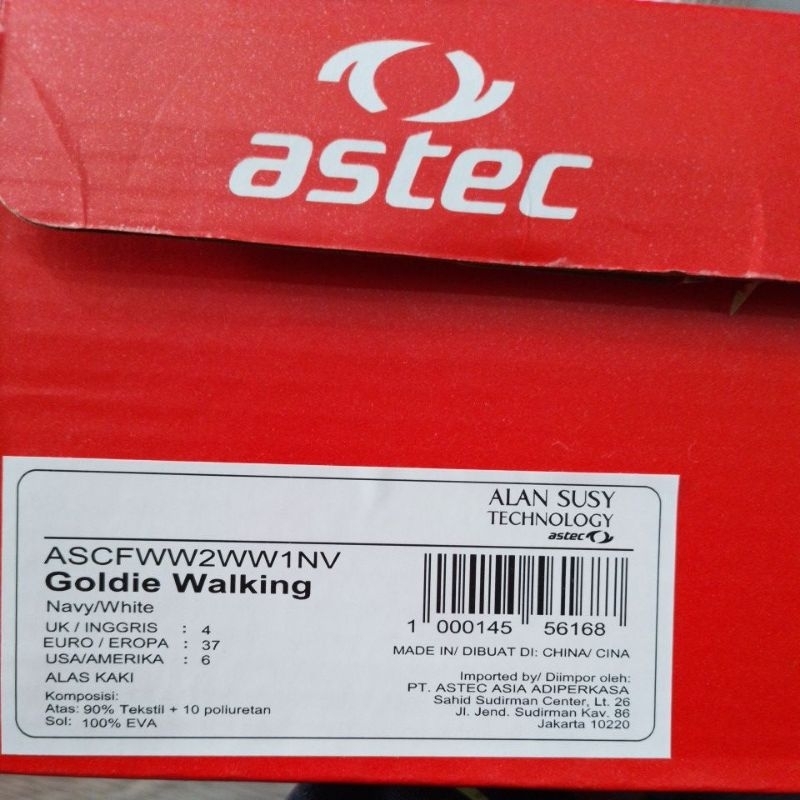 astec
ALAN SUSY
TECHNOLOGY
astec
ASCFWW2WW1NV
Goldie Walking
Navy/White
UK / INGGRIS : 4
EURO / EROPA : 37
USA/AMERIKA : 6
ALAS KAKI
Komposisi:
Atas: 90% Tekstil + 10 poliuretan
Sol: 100% EVA
1 000145 56168
MADE IN/ DIBUAT DI: CHINA/ CINA
Imported by/ Diimpor oleh:
PT. ASTEC ASIA ADIPERKASA
Sahid Sudirman Center, Lt. 26
Jl. Jend. Sudirman Kav. 86
Jakarta 10220